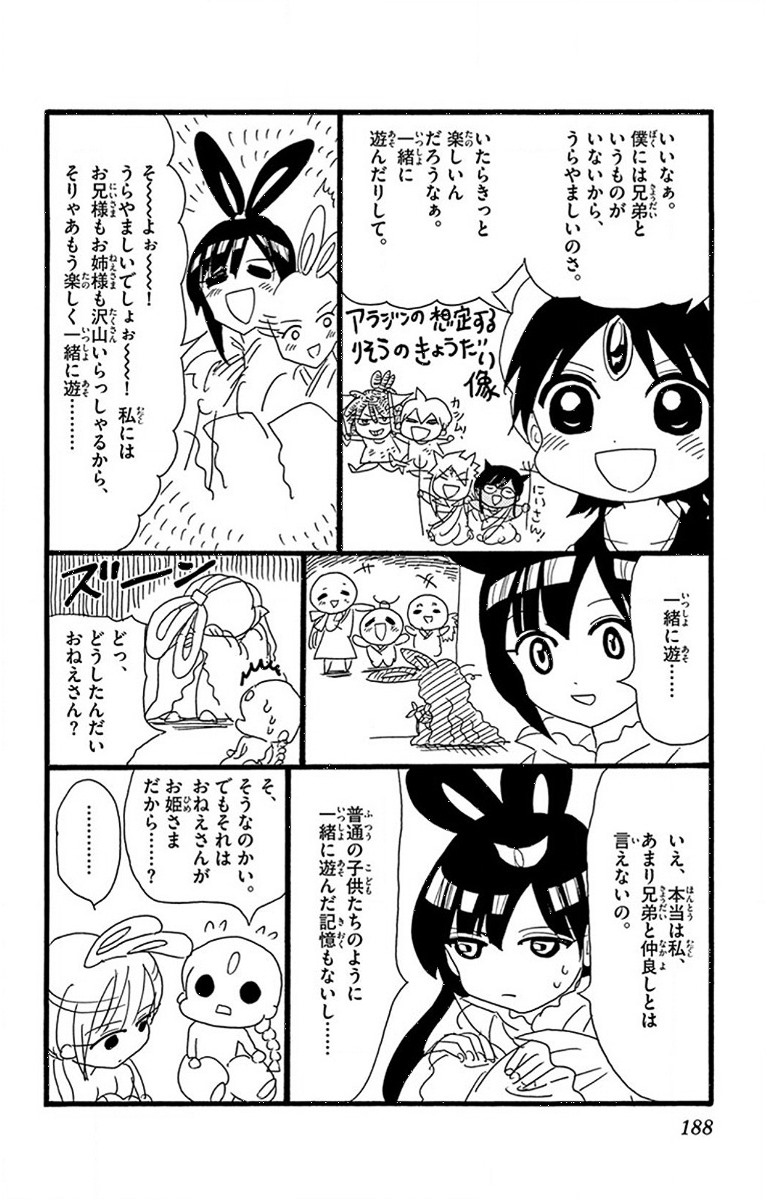 いいなぁ。
僕には兄弟と
いうものが
いないから、
うらやましいのさ。
いたらきっと
楽しいん
だろうなぁ。
一緒に
遊んだりして。
アラジンの想定する
りそうのきょうだい像
カシム!
にいさん!
そ〜〜〜よぉ〜〜〜!
うらやましいでしょぉ〜〜〜! 私には
お兄様もお姉様も沢山いらっしゃるから、
そりゃあもう楽しく一緒に遊………
一緒に遊……
ズーン
どっ、
どうしたんだい
おねえさん?
いえ、本当は私、
あまり兄弟と仲良しとは
言えないの。
普通の子供たちのように
一緒に遊んだ記憶もないし……
そ、
そうなのかい。
でもそれは
おねえさんが
お姫さま
だから……?
………
188